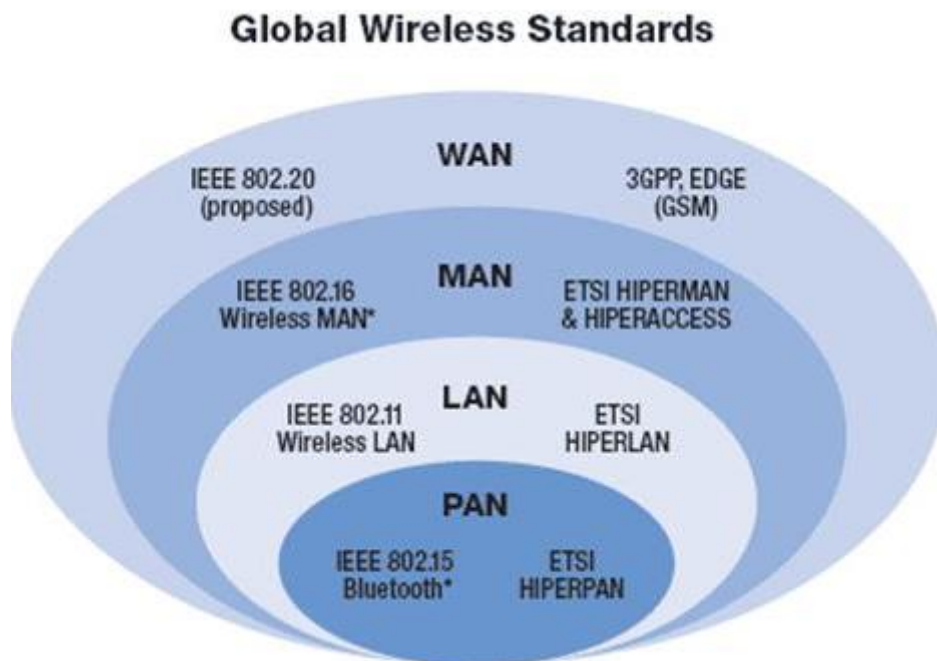 Global Wireless Standards
WAN
IEEE 802.20
(proposed)
3GPP, EDGE
(GSM)
MAN
IEEE 802.16
Wireless MAN*
ETSI HIPERMAN
& HIPERACCESS
LAN
IEEE 802.11
Wireless LAN
ETSI
HIPERLAN
PAN
IEEE 802.15
Bluetooth*
ETSI
HIPERPAN